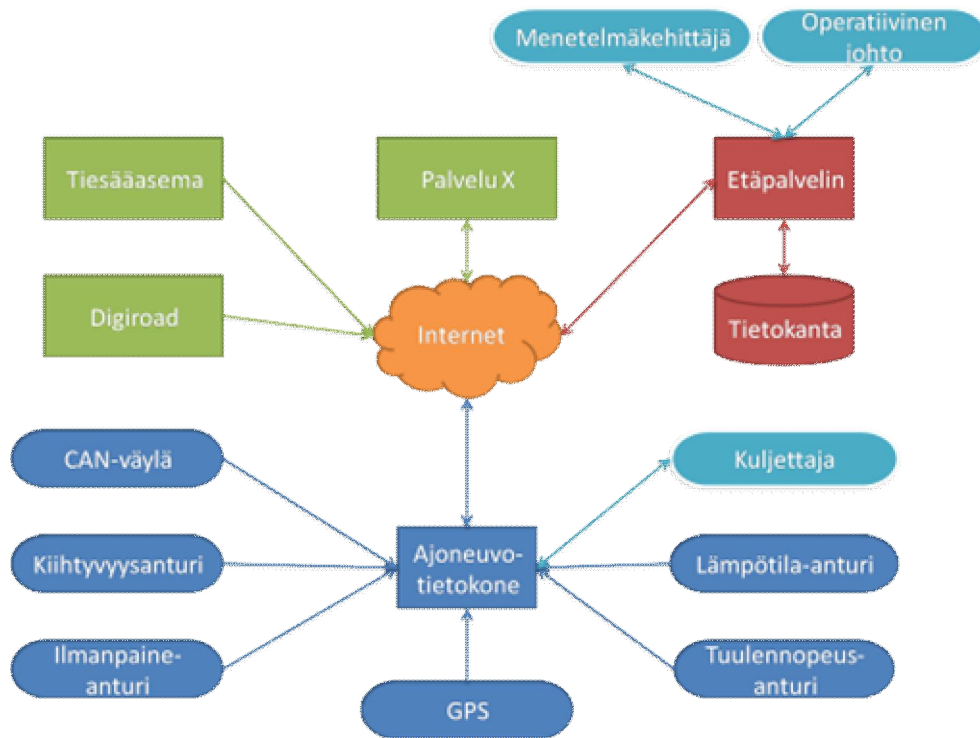 Menetelmäkehittäjä
Operatiivinen
johto
Tiesääasema
Palvelu X
Etäpalvelin
Digiroad
Internet
Tietokanta
CAN-väylä
Kuljettaja
Kiihtyvyysanturi
Ajoneuvo-
tietokone
Lämpötila-anturi
Ilmanpaine-
anturi
GPS
Tuulennopeus-
anturi